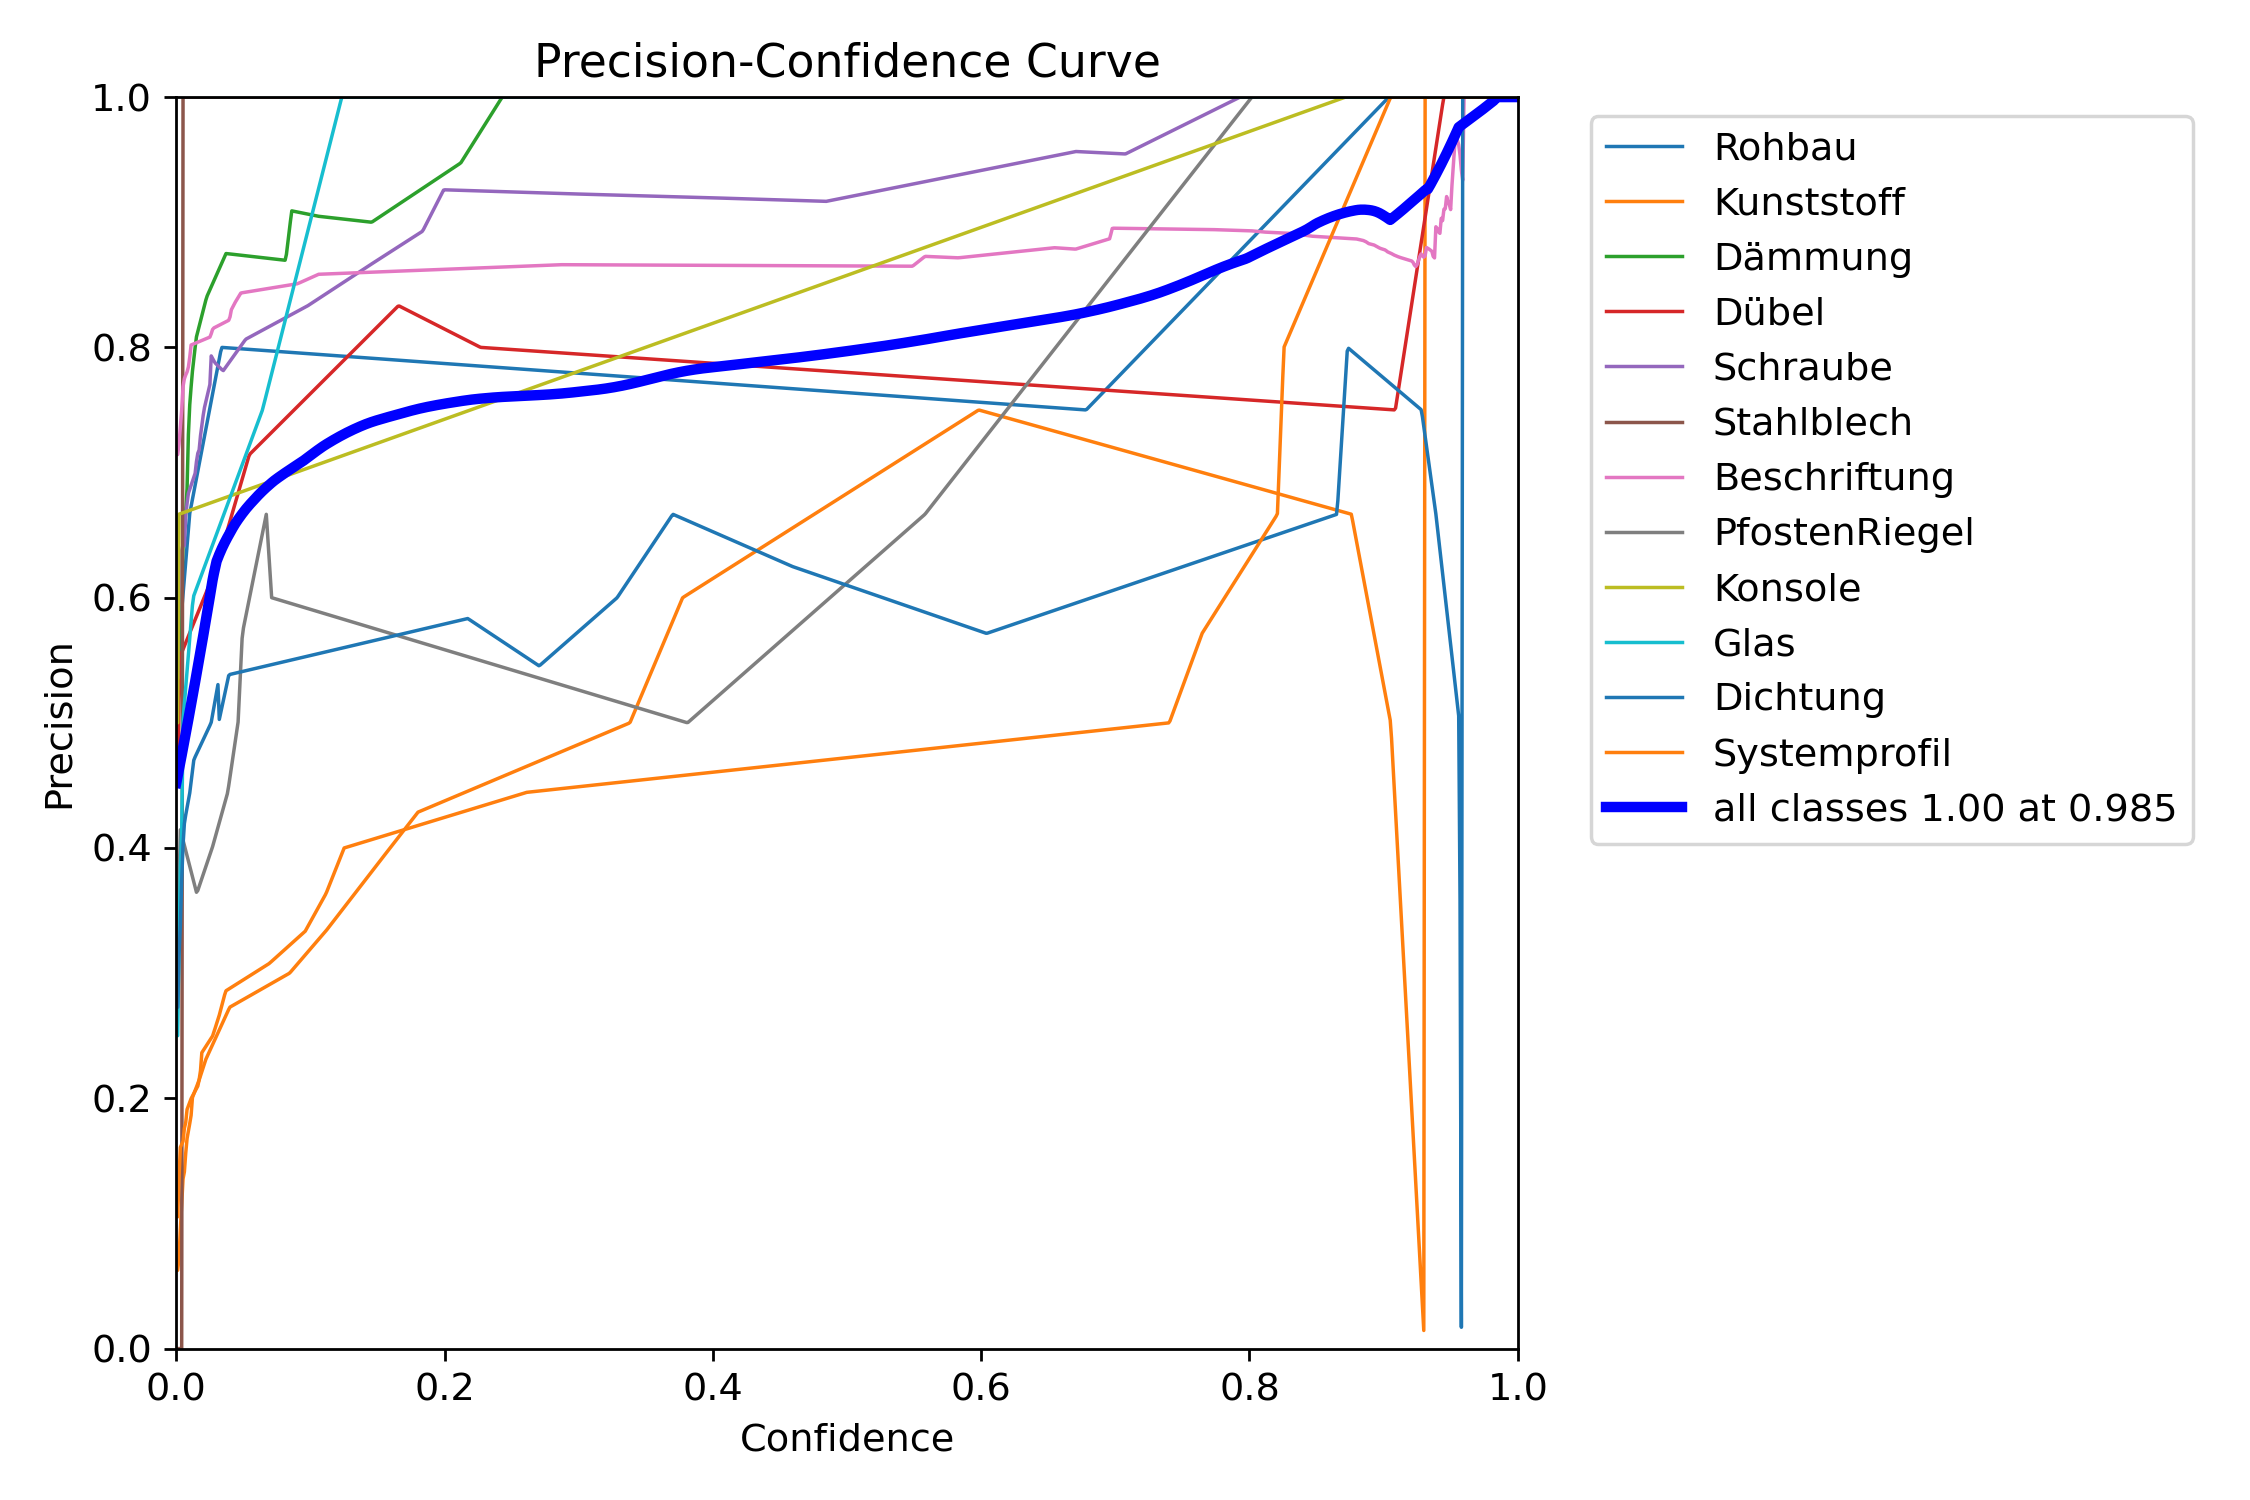 Precision-Confidence Curve
1.0
0.8
0.6
0.4
0.2
0.0
Precision
0.0 0.2 0.4 0.6 0.8 1.0
Confidence
Rohbau
Kunststoff
Dämmung
Dübel
Schraube
Stahlblech
Beschriftung
PfostenRiegel
Konsole
Glas
Dichtung
Systemprofil
all classes 1.00 at 0.985